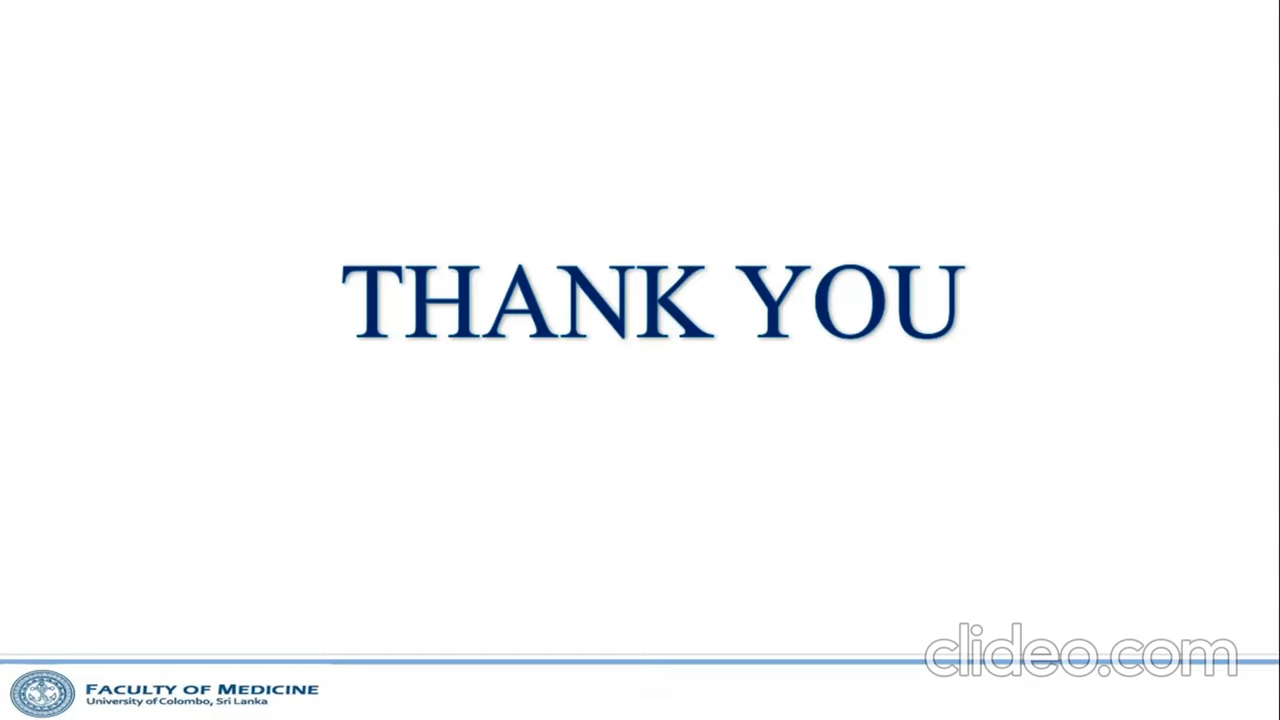 THANK YOU
clideo.com
FACULTY OF MEDICINE
University of Colombo, Sri Lanka